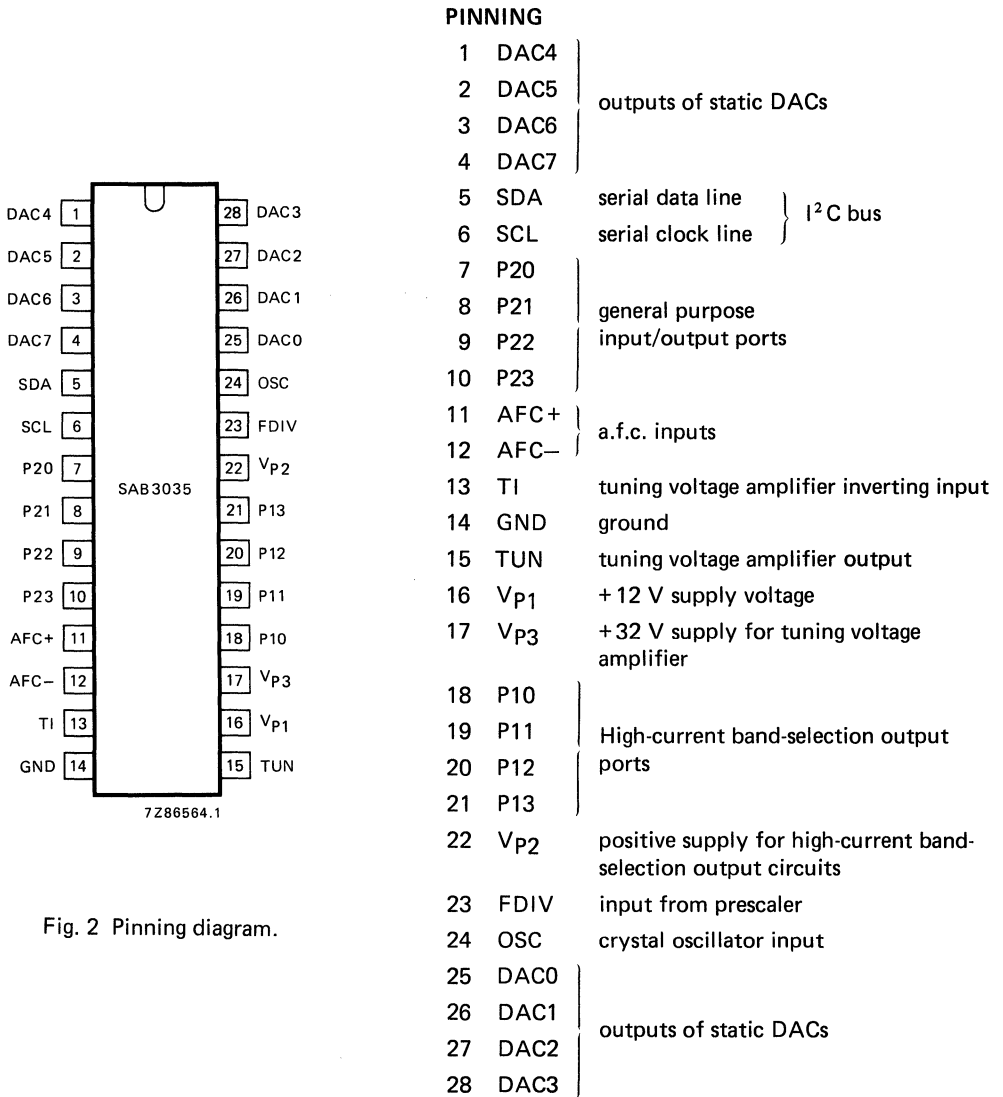 PINNING
1 DAC4
2 DAC5
outputs of static DACs
3 DAC6
4 DAC7
5 SDA serial data line
I² C bus
6 SCL serial clock line
7 P20
8 P21
general purpose
input/output ports
9 P22
10 P23
11 AFC+
a.f.c. inputs
12 AFC–
13 TI tuning voltage amplifier inverting input
14 GND ground
15 TUN tuning voltage amplifier output
16 VP1 +12 V supply voltage
17 VP3 +32 V supply for tuning voltage
amplifier
18 P10
19 P11
High-current band-selection output
ports
20 P12
21 P13
22 VP2 positive supply for high-current band-
selection output circuits
23 FDIV input from prescaler
24 OSC crystal oscillator input
25 DAC0
26 DAC1
outputs of static DACs
27 DAC2
28 DAC3
DAC4 1 28 DAC3
DAC5 2 27 DAC2
DAC6 3 26 DAC1
DAC7 4 25 DAC0
SDA 5 24 OSC
SCL 6 23 FDIV
P20 7 22 VP2
SAB3035
P21 8 21 P13
P22 9 20 P12
P23 10 19 P11
AFC+ 11 18 P10
AFC– 12 17 VP3
TI 13 16 VP1
GND 14 15 TUN
7Z86564.1
Fig. 2 Pinning diagram.